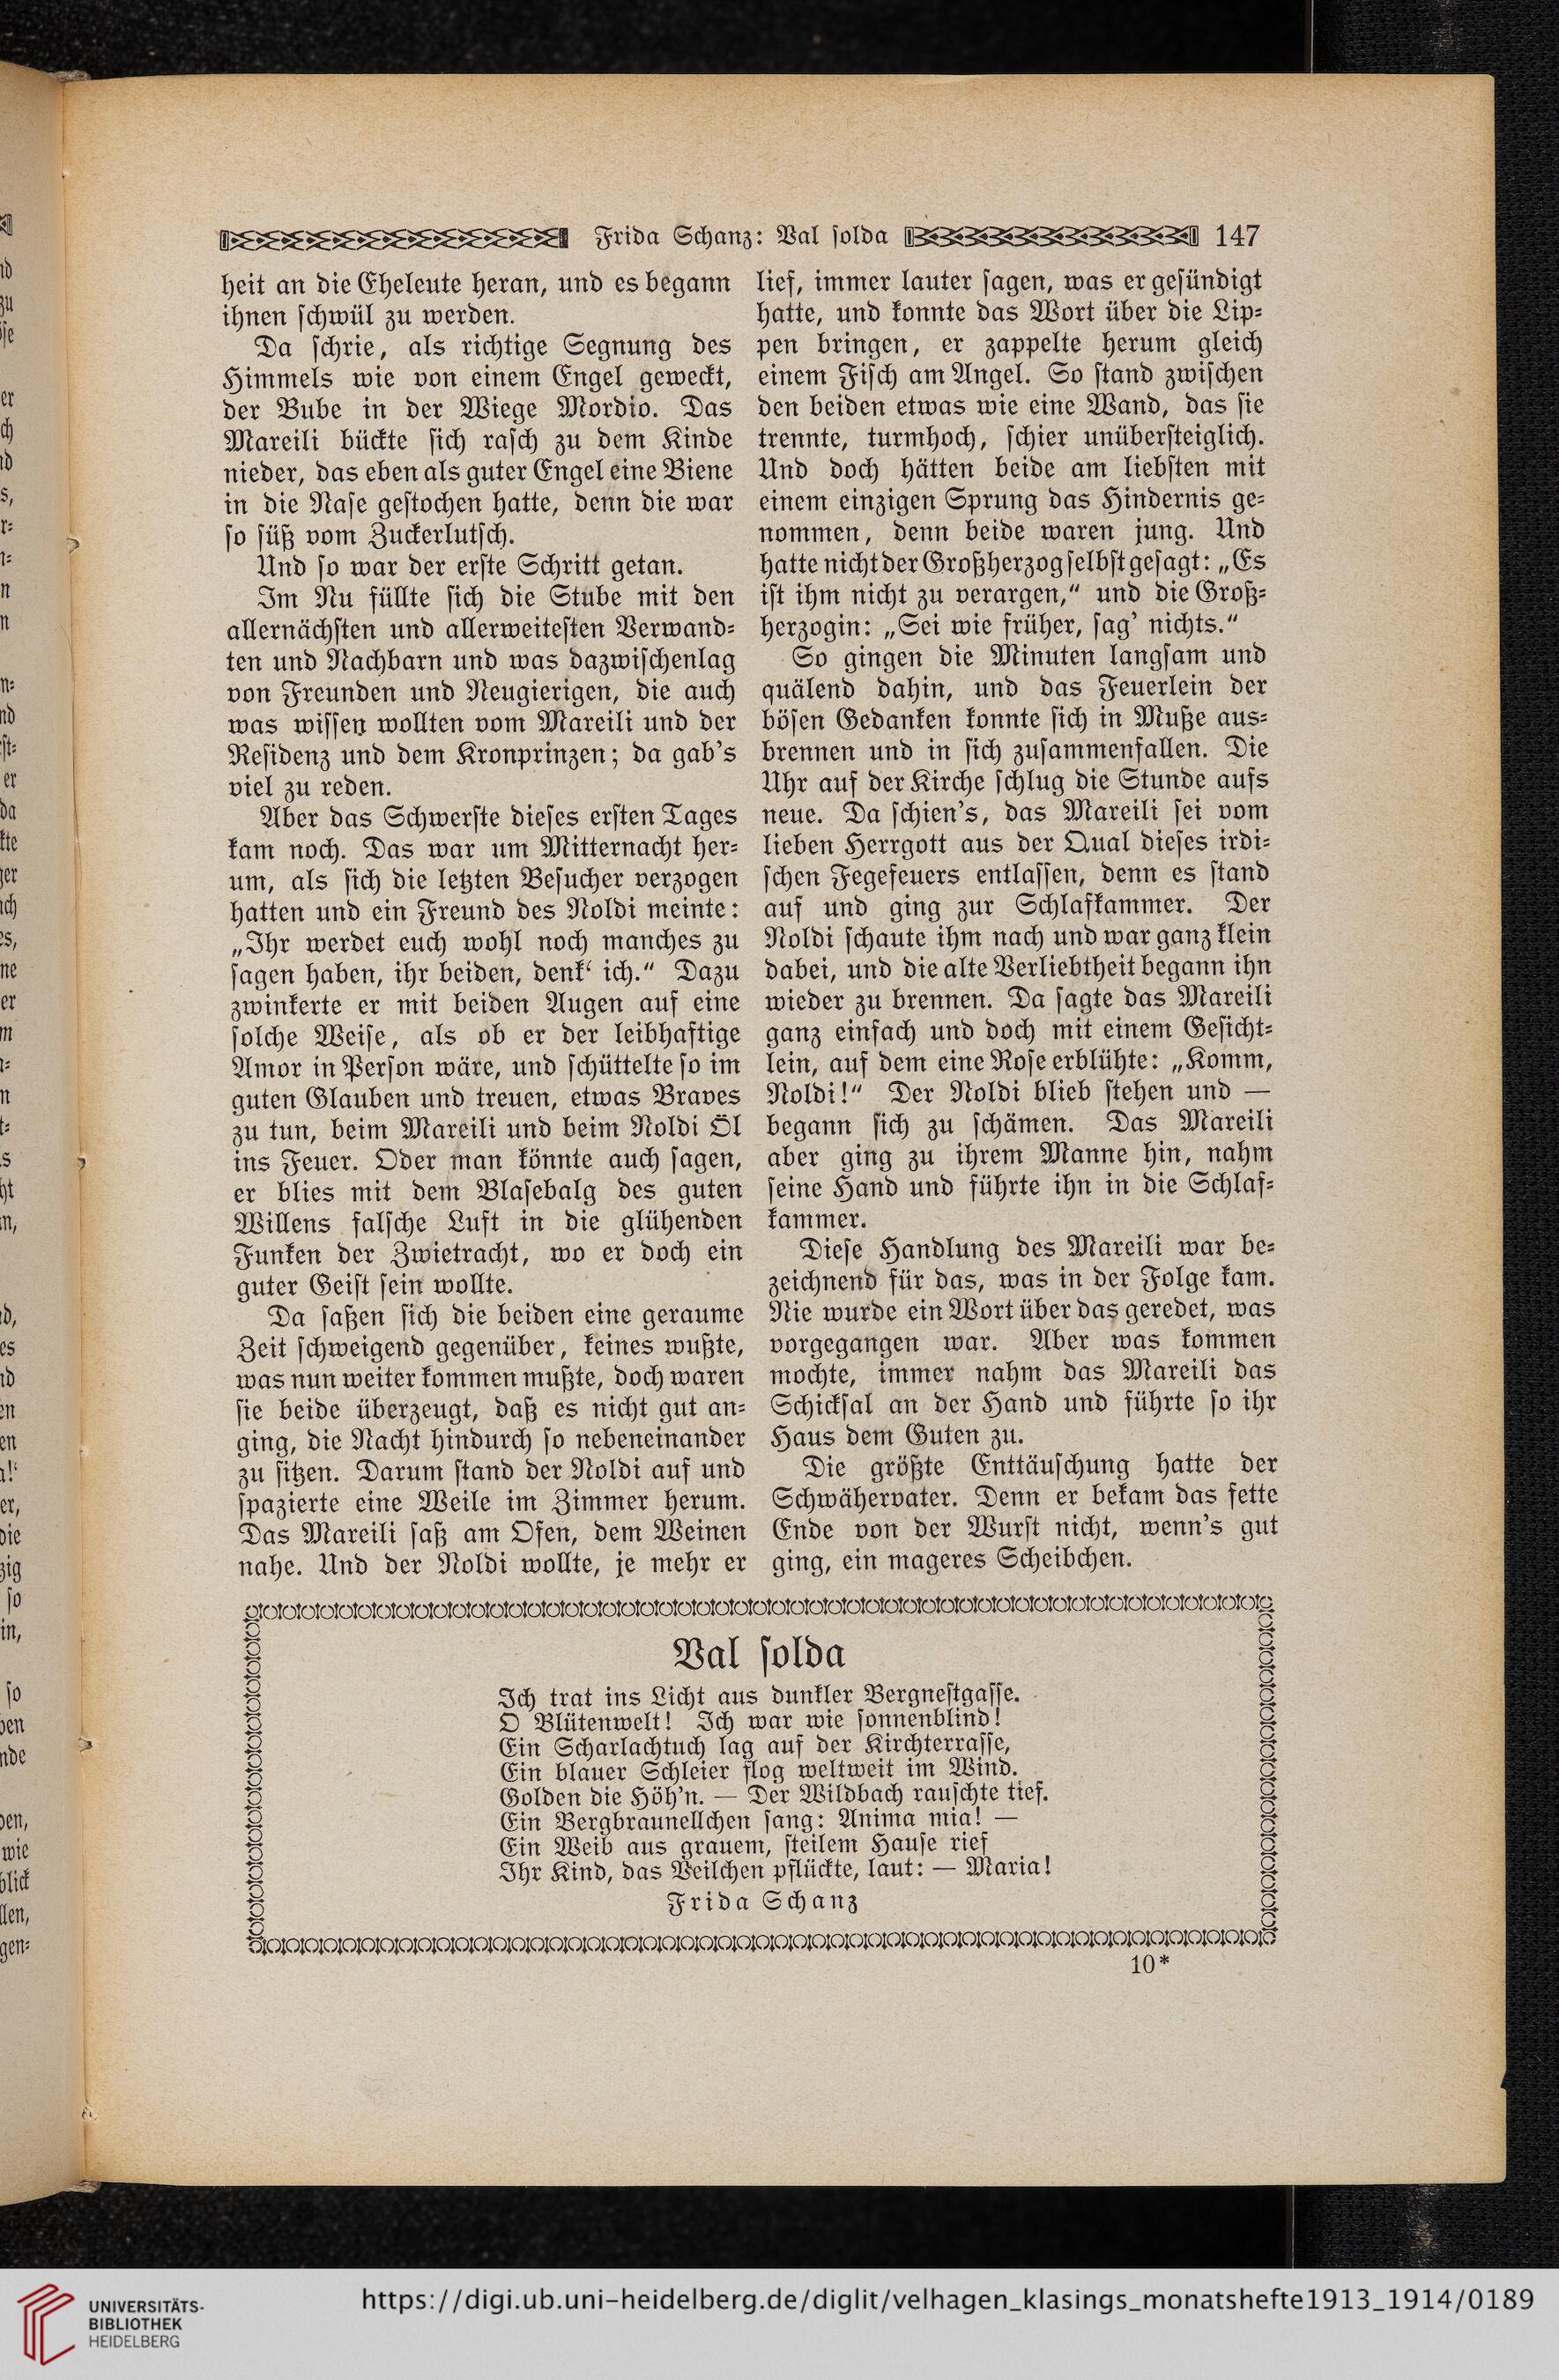 Frida Schanz: Val solda 147
heit an die Eheleute heran, und es begann
ihnen schwül zu werden.
Da schrie, als richtige Segnung des
Himmels wie von einem Engel geweckt,
der Bube in der Wiege Mordio. Das
Mareili bückte sich rasch zu dem Kinde
nieder, das eben als guter Engel eine Biene
in die Nase gestochen hatte, denn die war
so süß vom Zuckerlutsch.
Und so war der erste Schritt getan.
Im Nu füllte sich die Stube mit den
allernächsten und allerweitesten Verwand-
ten und Nachbarn und was dazwischenlag
von Freunden und Neugierigen, die auch
was wissen wollten vom Mareili und der
Residenz und dem Kronprinzen; da gab's
viel zu reden.
Aber das Schwerste dieses ersten Tages
kam noch. Das war um Mitternacht her-
um, als sich die letzten Besucher verzogen
hatten und ein Freund des Noldi meinte:
„Ihr werdet euch wohl noch manches zu
sagen haben, ihr beiden, denk‘ ich.“ Dazu
zwinkerte er mit beiden Augen auf eine
solche Weise, als ob er der leibhaftige
Amor in Person wäre, und schüttelte so im
guten Glauben und treuen, etwas Braves
zu tun, beim Mareili und beim Noldi Öl
ins Feuer. Oder man könnte auch sagen,
er blies mit dem Blasebalg des guten
Willens falsche Luft in die glühenden
Funken der Zwietracht, wo er doch ein
guter Geist sein wollte.
Da saßen sich die beiden eine geraume
Zeit schweigend gegenüber, keines wußte,
was nun weiter kommen mußte, doch waren
sie beide überzeugt, daß es nicht gut an-
ging, die Nacht hindurch so nebeneinander
zu sitzen. Darum stand der Noldi auf und
spazierte eine Weile im Zimmer herum.
Das Mareili saß am Ofen, dem Weinen
nahe. Und der Noldi wollte, je mehr er
lief, immer lauter sagen, was er gesündigt
hatte, und konnte das Wort über die Lip-
pen bringen, er zappelte herum gleich
einem Fisch am Angel. So stand zwischen
den beiden etwas wie eine Wand, das sie
trennte, turmhoch, schier unübersteiglich.
Und doch hätten beide am liebsten mit
einem einzigen Sprung das Hindernis ge-
nommen, denn beide waren jung. Und
hatte nicht der Großherzog selbst gesagt: „Es
ist ihm nicht zu verargen,“ und die Groß-
herzogin: „Sei wie früher, sag' nichts.“
So gingen die Minuten langsam und
quälend dahin, und das Feuerlein der
bösen Gedanken konnte sich in Muße aus-
brennen und in sich zusammenfallen. Die
Uhr auf der Kirche schlug die Stunde aufs
neue. Da schien's, das Mareili sei vom
lieben Herrgott aus der Qual dieses irdi-
schen Fegefeuers entlassen, denn es stand
auf und ging zur Schlafkammer. Der
Noldi schaute ihm nach und war ganz klein
dabei, und die alte Verliebtheit begann ihn
wieder zu brennen. Da sagte das Mareili
ganz einfach und doch mit einem Gesicht-
lein, auf dem eine Rose erblühte: „Komm,
Noldi!“ Der Noldi blieb stehen und —
begann sich zu schämen. Das Mareili
aber ging zu ihrem Manne hin, nahm
seine Hand und führte ihn in die Schlaf-
kammer.
Diese Handlung des Mareili war be-
zeichnend für das, was in der Folge kam.
Nie wurde ein Wort über das geredet, was
vorgegangen war. Aber was kommen
mochte, immer nahm das Mareili das
Schicksal an der Hand und führte so ihr
Haus dem Guten zu.
Die größte Enttäuschung hatte der
Schwähervater. Denn er bekam das fette
Ende von der Wurst nicht, wenn's gut
ging, ein mageres Scheibchen.
Val solda
Ich trat ins Licht aus dunkler Bergnestgasse.
O Blütenwelt! Ich war wie sonnenblind!
Ein Scharlachtuch lag auf der Kirchterrasse,
Ein blauer Schleier flog weltweit im Wind.
Golden die Höh'n. — Der Wildbach rauschte tief.
Ein Bergbraunellchen sang: Anima mia! —
Ein Weib aus grauem, steilem Hause rief
Ihr Kind, das Veilchen pflückte, laut: — Maria!
Frida Schanz
10*
UNIVERSITÄTS-
BIBLIOTHEK
HEIDELBERG
https://digi.ub.uni-heidelberg.de/diglit/velhagen_klasings_monatshefte1913_1914/0189